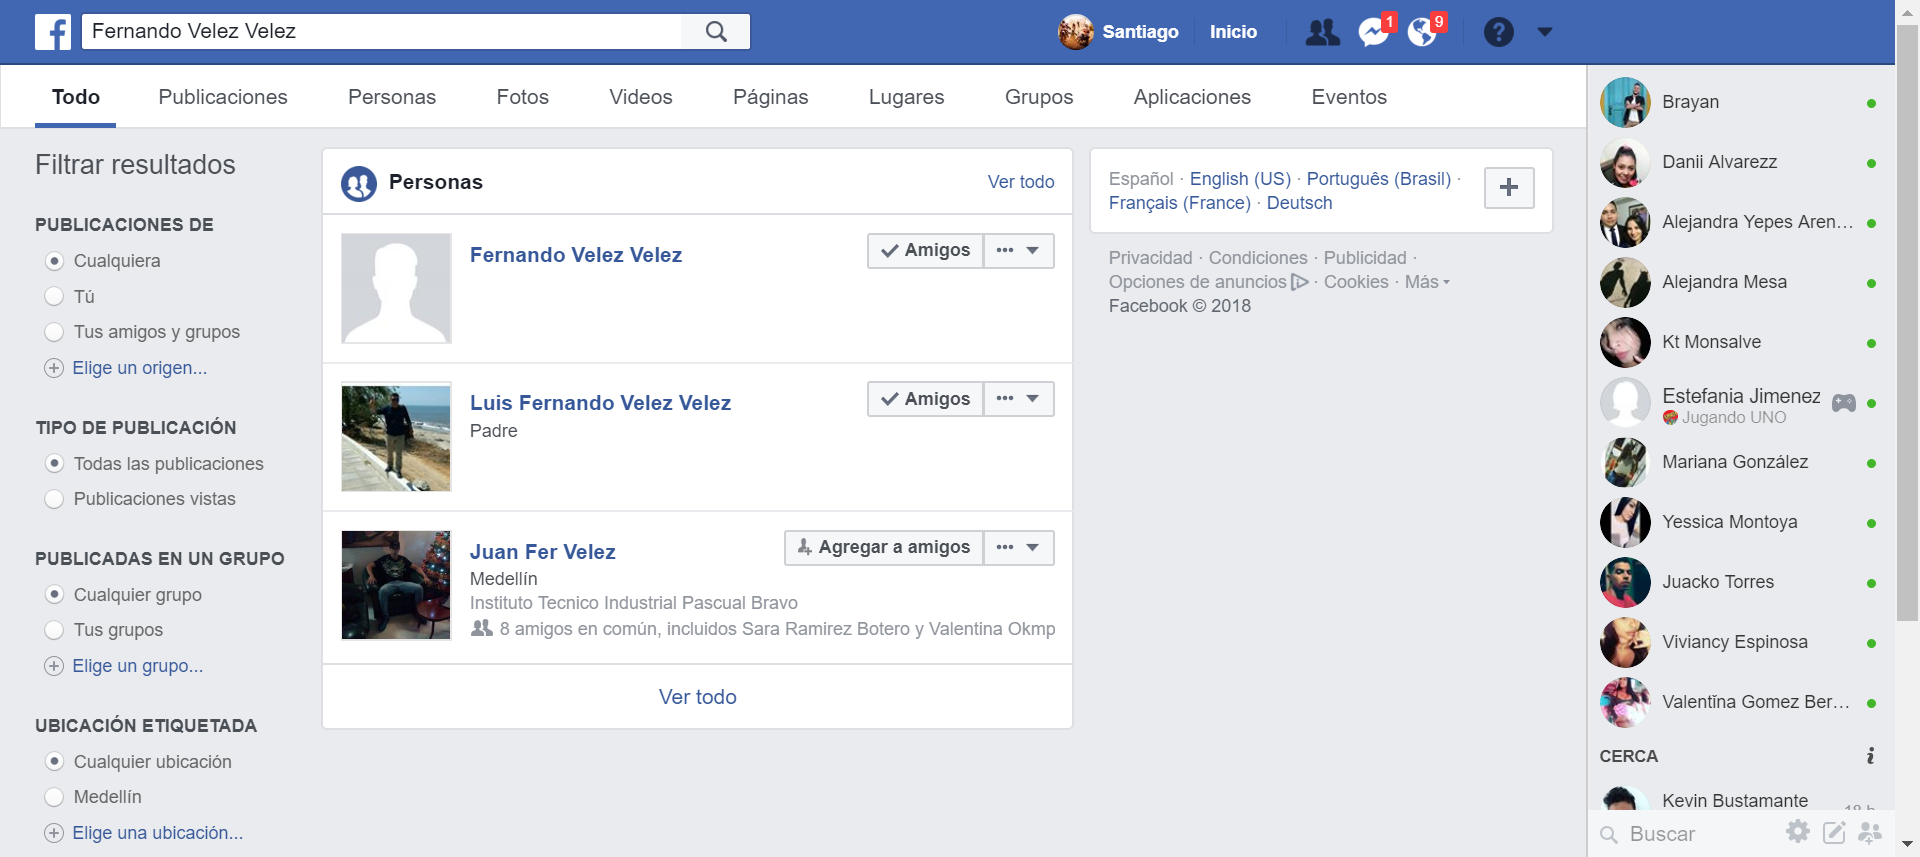 Fernando Velez Velez
Santiago
Inicio
1
9
?
Todo
Publicaciones
Personas
Fotos
Videos
Páginas
Lugares
Grupos
Aplicaciones
Eventos
Filtrar resultados
PUBLICACIONES DE
Cualquiera
Tú
Tus amigos y grupos
Elige un origen...
TIPO DE PUBLICACIÓN
Todas las publicaciones
Publicaciones vistas
PUBLICADAS EN UN GRUPO
Cualquier grupo
Tus grupos
Elige un grupo...
UBICACIÓN ETIQUETADA
Cualquier ubicación
Medellín
Elige una ubicación...
Personas
Ver todo
Fernando Velez Velez
Amigos
Luis Fernando Velez Velez
Amigos
Padre
Juan Fer Velez
Agregar a amigos
Medellín
Instituto Tecnico Industrial Pascual Bravo
8 amigos en común, incluidos Sara Ramirez Botero y Valentina Okmp
Ver todo
Español · English (US) · Português (Brasil) ·
Français (France) · Deutsch
Privacidad · Condiciones · Publicidad ·
Opciones de anuncios · Cookies · Más
Facebook © 2018
Brayan
Danii Alvarezz
Alejandra Yepes Aren...
Alejandra Mesa
Kt Monsalve
Estefania Jimenez
Jugando UNO
Mariana González
Yessica Montoya
Juacko Torres
Viviancy Espinosa
Valentĭna Gomez Ber...
CERCA
Kevin Bustamante
18 h
Buscar